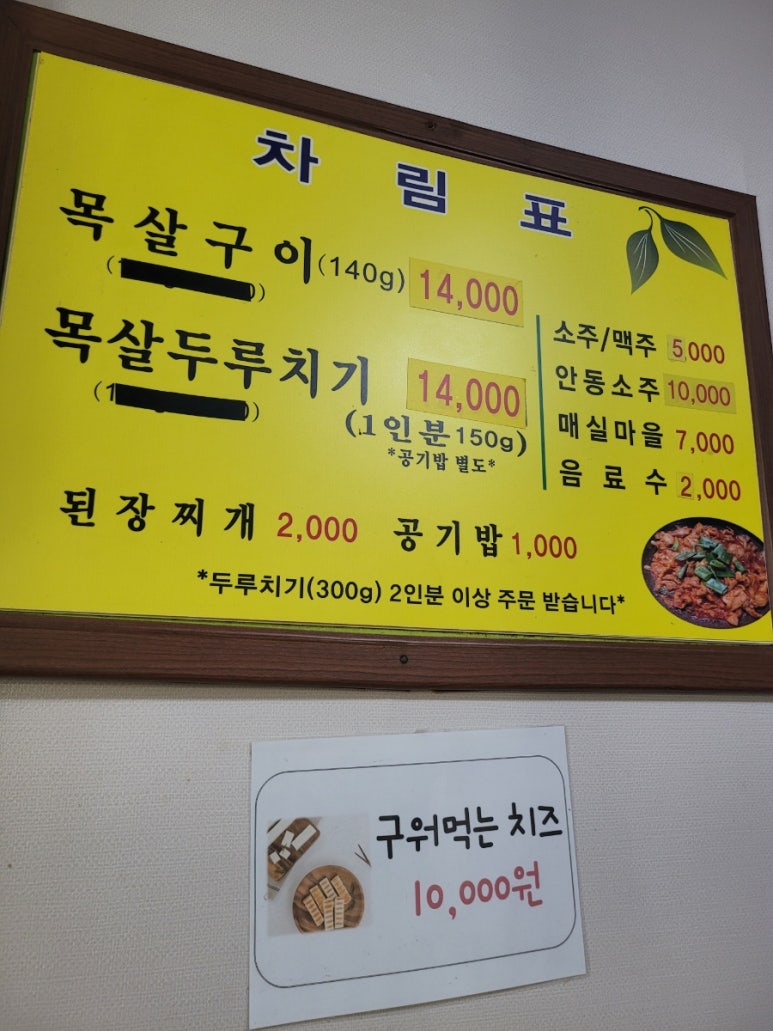 차림표
목살구이(140g) 14,000
목살두루치기 14,000
(1인분 150g)
*공기밥 별도*
소주/맥주 5,000
안동소주 10,000
매실마을 7,000
음료수 2,000
된장찌개 2,000 공기밥 1,000
*두루치기(300g) 2인분 이상 주문 받습니다*
구워먹는 치즈
10,000원